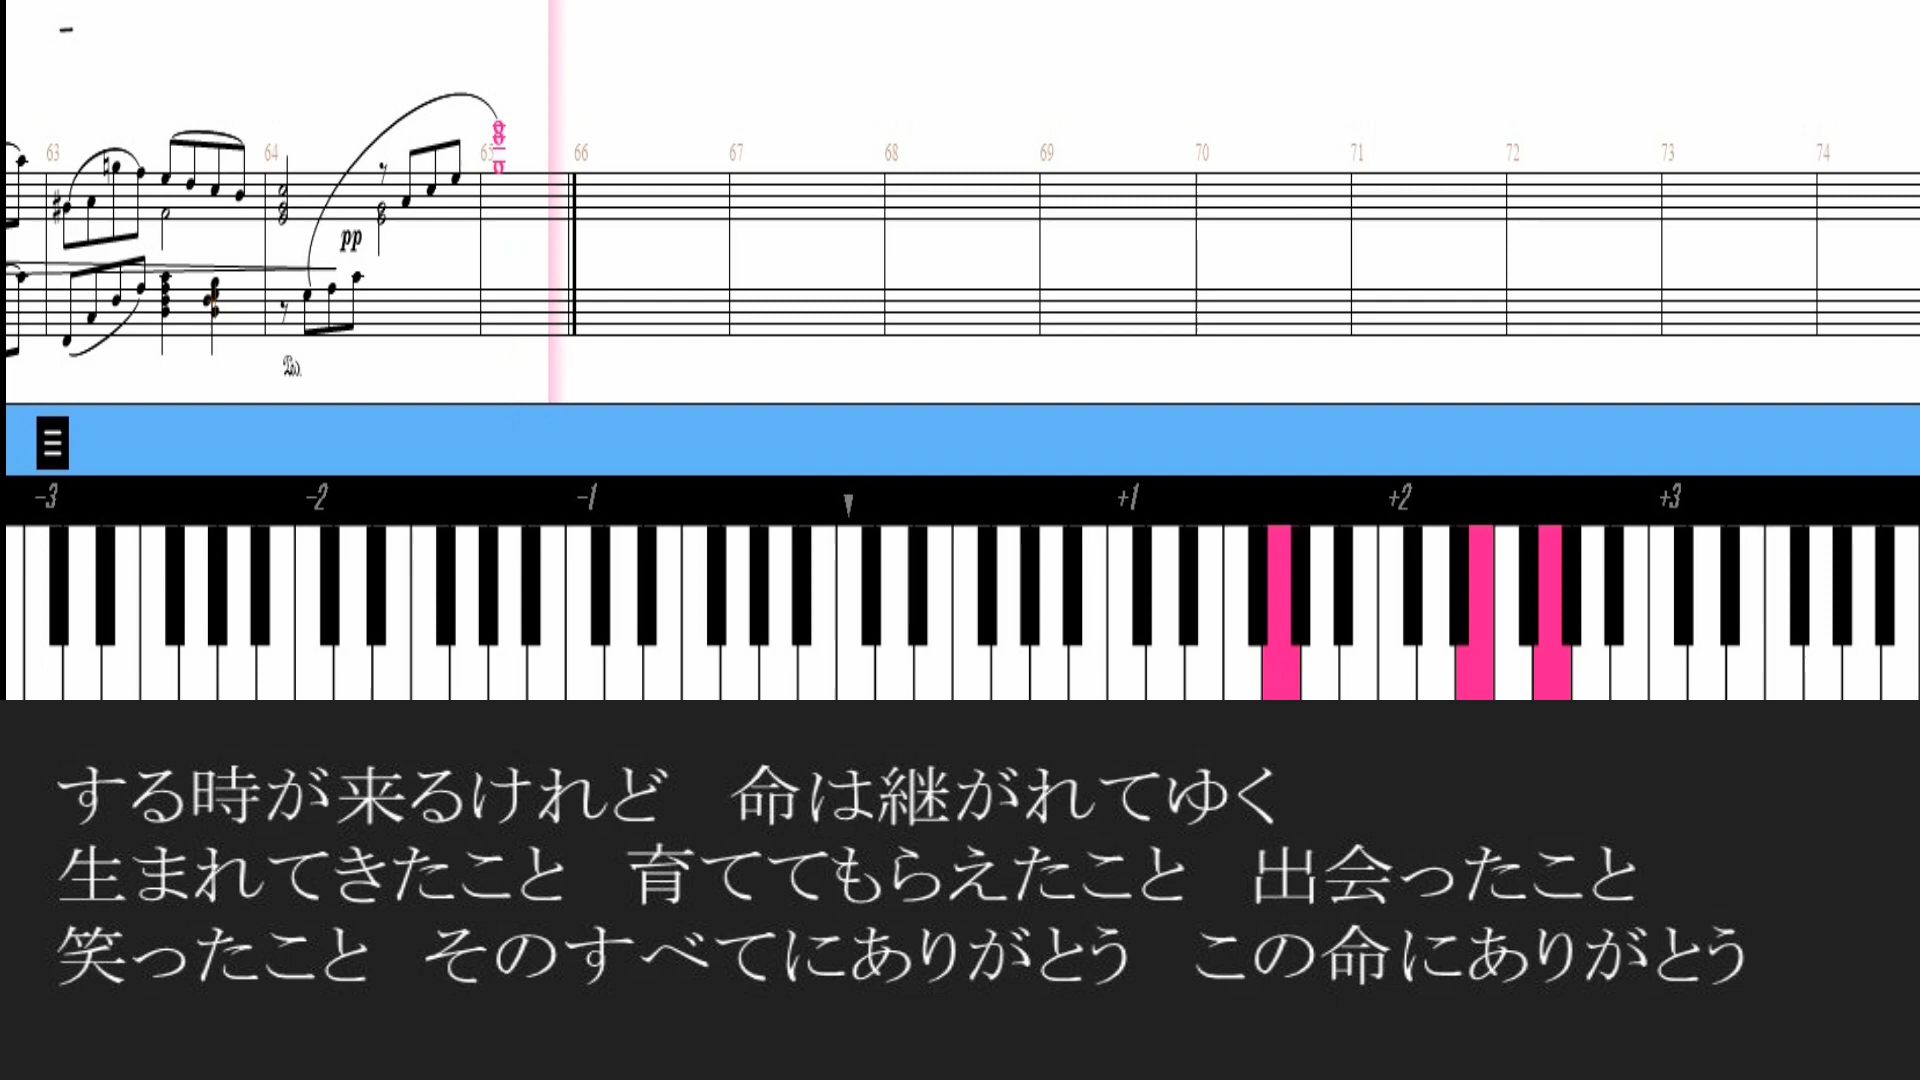 63 64 65 66 67 68 69 70 71 72 73 74
pp
-3 -2 -1 +1 +2 +3
する時が来るけれど　命は継がれてゆく
生まれてきたこと　育ててもらえたこと　出会ったこと
笑ったこと　そのすべてにありがとう　この命にありがとう